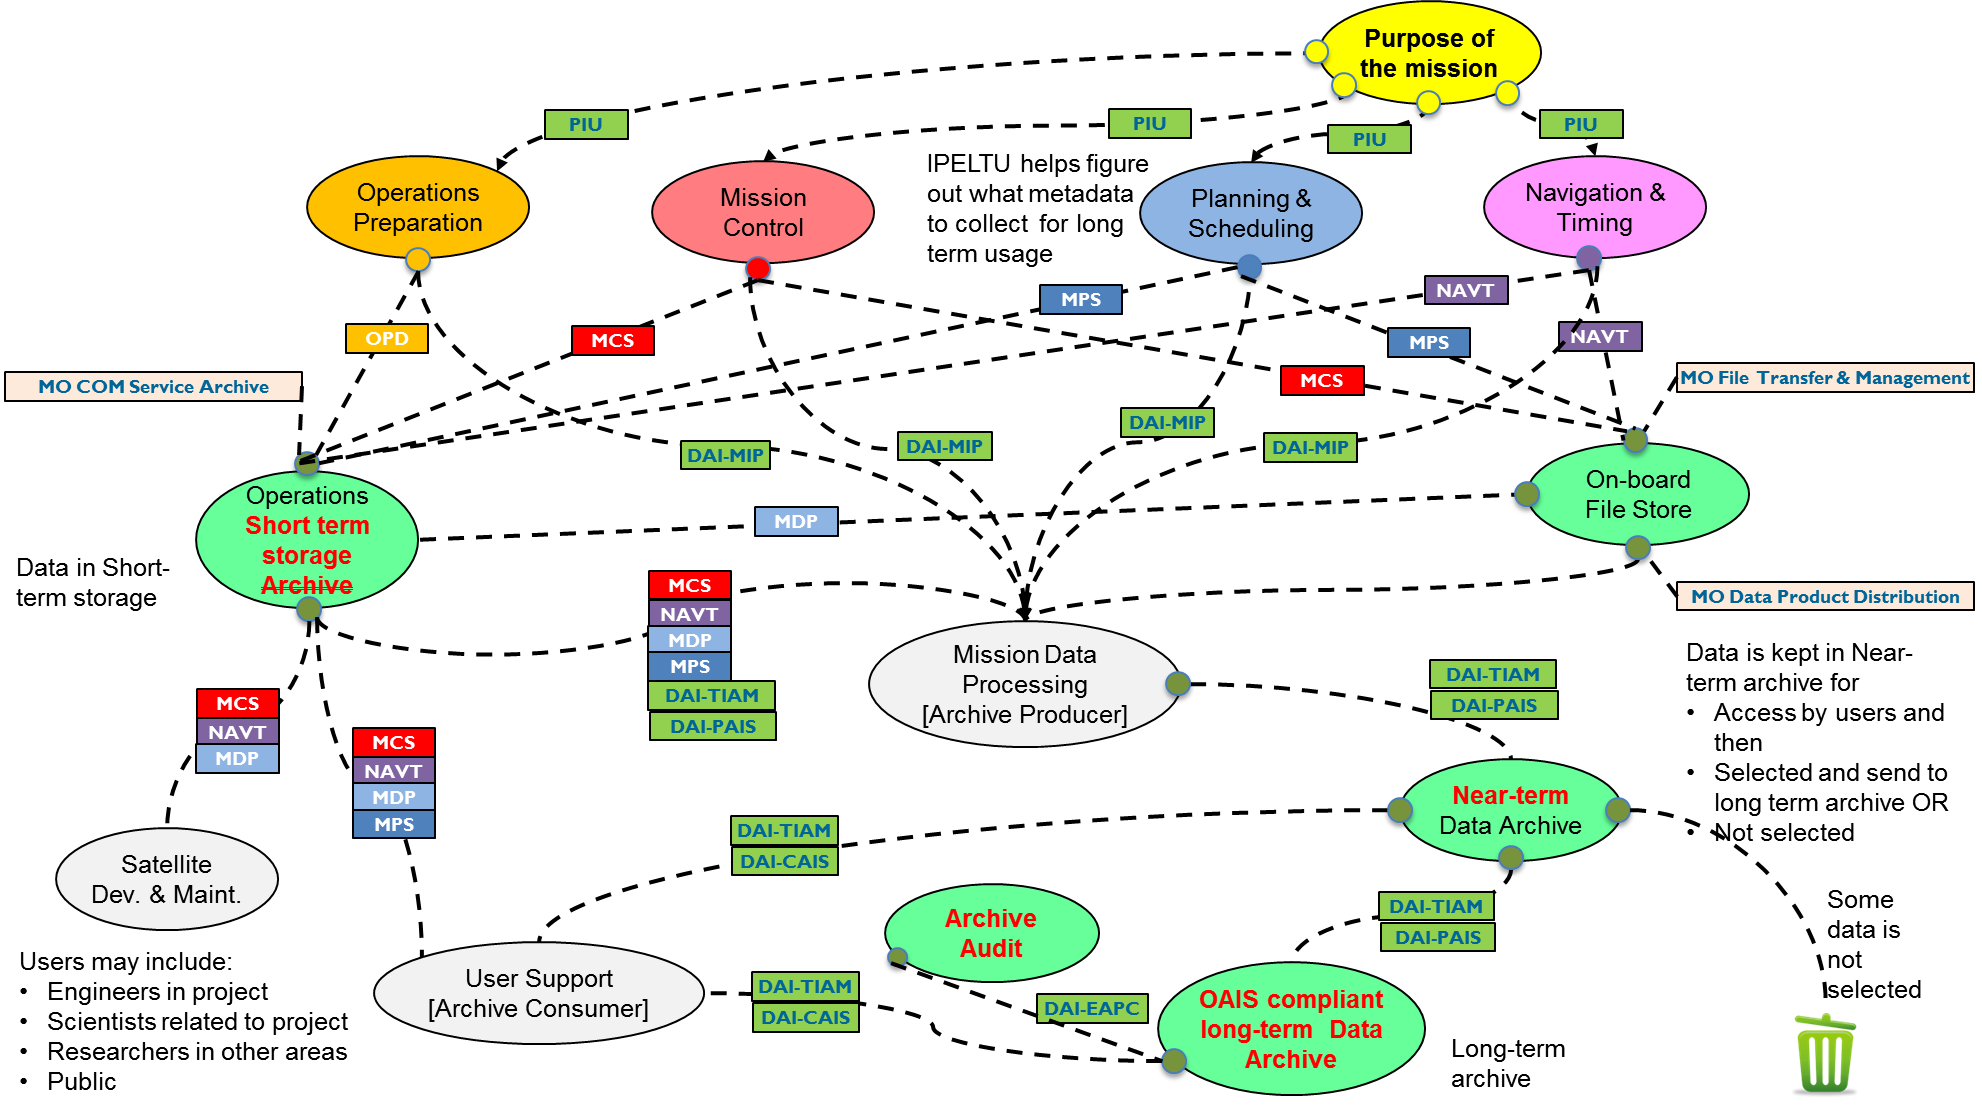 Purpose of
the mission
PIU
PIU
PIU
PIU
Operations
Preparation
Mission
Control
IPELTU helps figure
out what metadata
to collect for long
term usage
Planning &
Scheduling
Navigation &
Timing
MPS
NAVT
OPD
MCS
MPS
NAVT
MO COM Service Archive
MCS
MO File Transfer & Management
DAI-MIP
DAI-MIP
DAI-MIP
DAI-MIP
Operations
Short term
storage
Archive
MDP
On-board
File Store
Data in Short-
term storage
MCS
NAVT
MDP
MPS
DAI-TIAM
DAI-PAIS
MO Data Product Distribution
Mission Data
Processing
[Archive Producer]
DAI-TIAM
DAI-PAIS
Data is kept in Near-
term archive for
• Access by users and
then
• Selected and send to
long term archive OR
• Not selected
MCS
NAVT
MDP
MCS
NAVT
MDP
MPS
Near-term
Data Archive
DAI-TIAM
DAI-CAIS
Satellite
Dev. & Maint.
Archive
Audit
DAI-TIAM
DAI-PAIS
Some
data is
not
selected
Users may include:
• Engineers in project
• Scientists related to project
• Researchers in other areas
• Public
User Support
[Archive Consumer]
DAI-TIAM
DAI-CAIS
DAI-EAPC
OAIS compliant
long-term Data
Archive
Long-term
archive